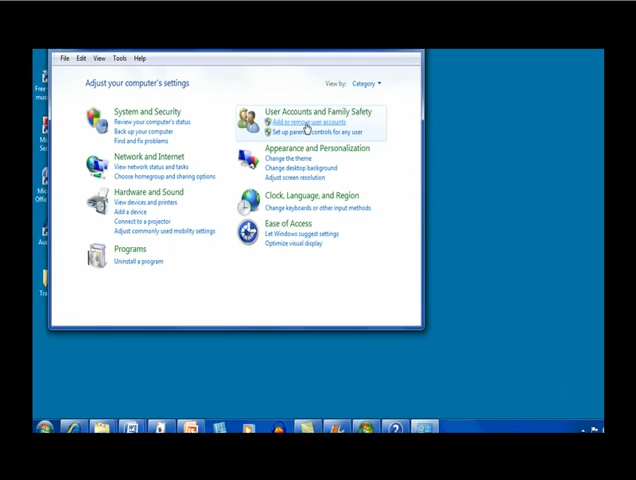 File Edit View Tools Help
Adjust your computer's settings
View by: Category
System and Security
Review your computer's status
Back up your computer
Find and fix problems
Network and Internet
View network status and tasks
Choose homegroup and sharing options
Hardware and Sound
View devices and printers
Add a device
Connect to a projector
Adjust commonly used mobility settings
Programs
Uninstall a program
User Accounts and Family Safety
Add or remove user accounts
Set up parental controls for any user
Appearance and Personalization
Change the theme
Change desktop background
Adjust screen resolution
Clock, Language, and Region
Change keyboards or other input methods
Ease of Access
Let Windows suggest settings
Optimize visual display
Free